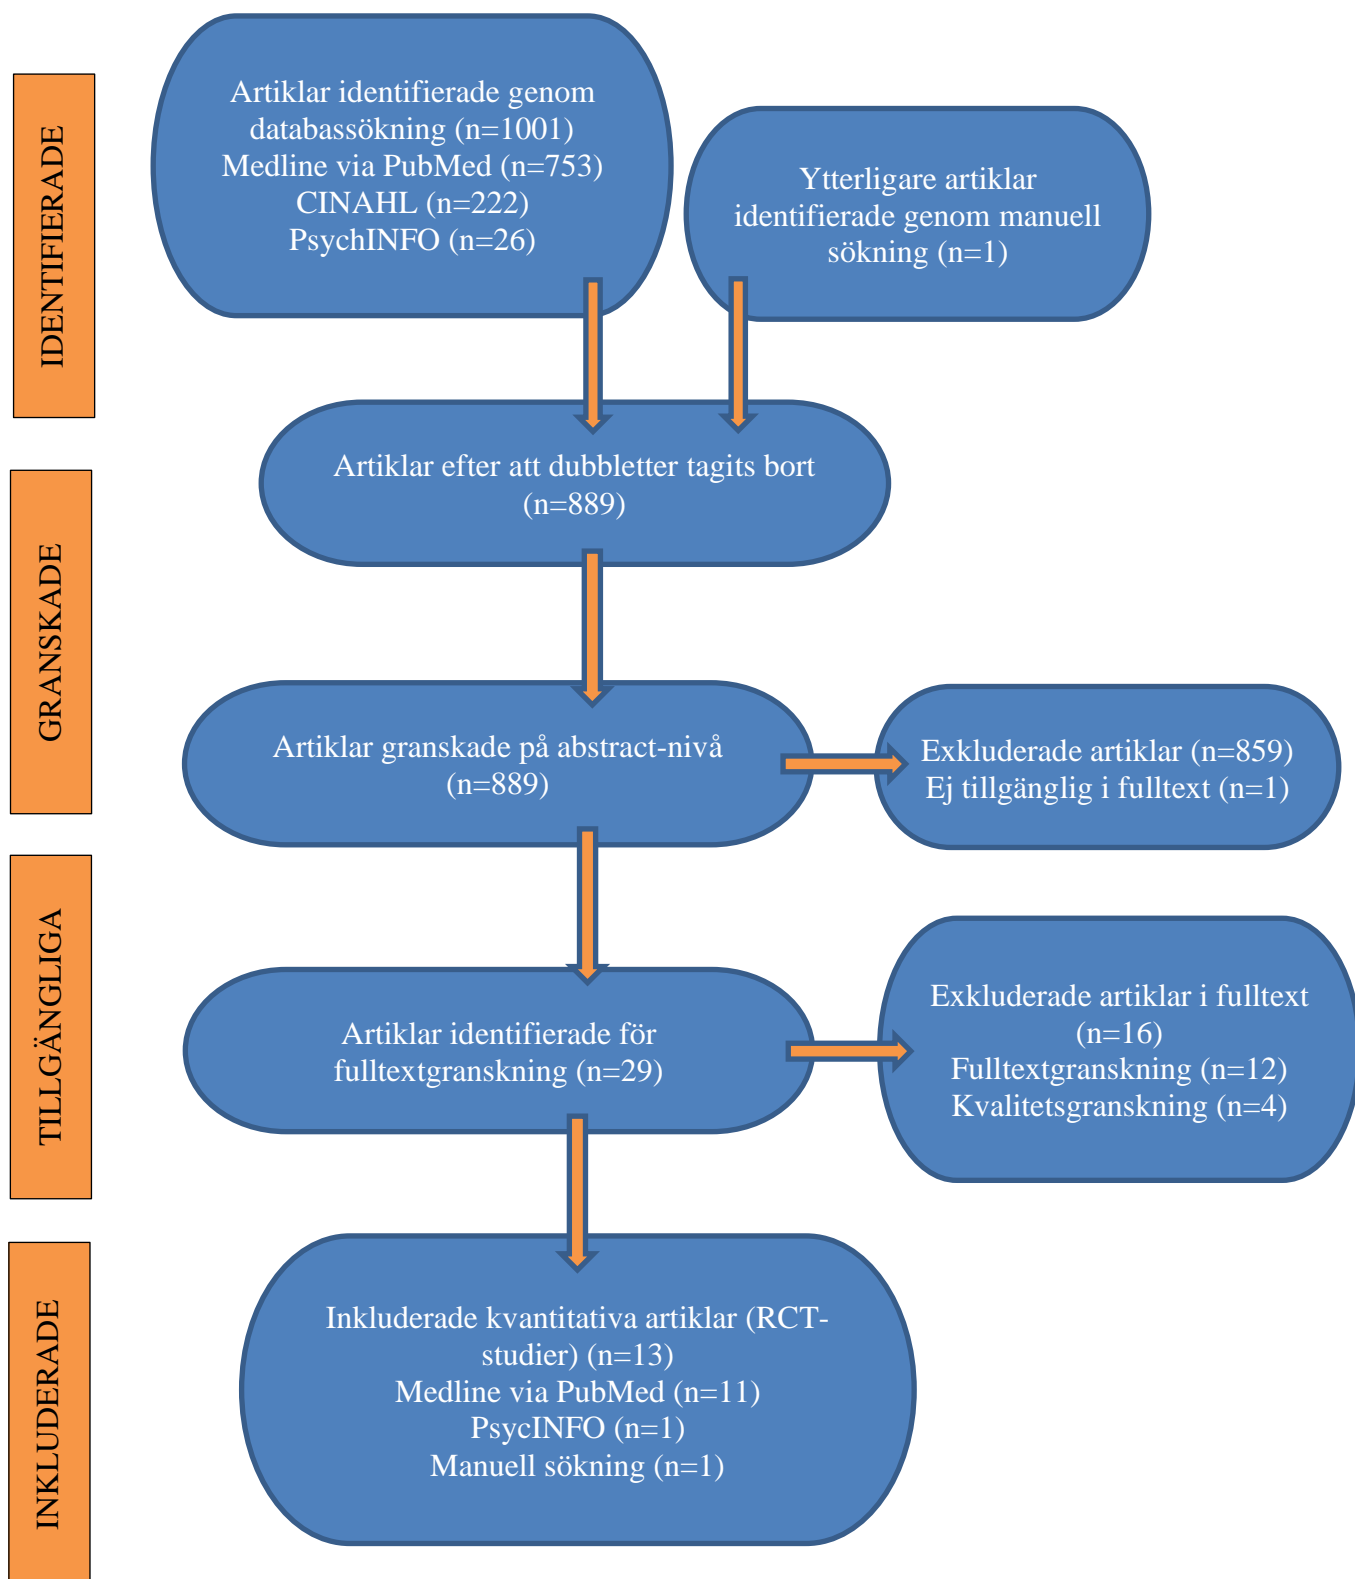 IDENTIFIERADE
Artiklar identifierade genom
databassökning (n=1001)
Medline via PubMed (n=753)
CINAHL (n=222)
PsychINFO (n=26)
Ytterligare artiklar
identifierade genom manuell
sökning (n=1)
Artiklar efter att dubbletter tagits bort
(n=889)
GRANSKADE
Artiklar granskade på abstract-nivå
(n=889)
Exkluderade artiklar (n=859)
Ej tillgänglig i fulltext (n=1)
TILLGÄNGLIGA
Artiklar identifierade för
fulltextgranskning (n=29)
Exkluderade artiklar i fulltext
(n=16)
Fulltextgranskning (n=12)
Kvalitetsgranskning (n=4)
INKLUDERADE
Inkluderade kvantitativa artiklar (RCT-
studier) (n=13)
Medline via PubMed (n=11)
PsycINFO (n=1)
Manuell sökning (n=1)